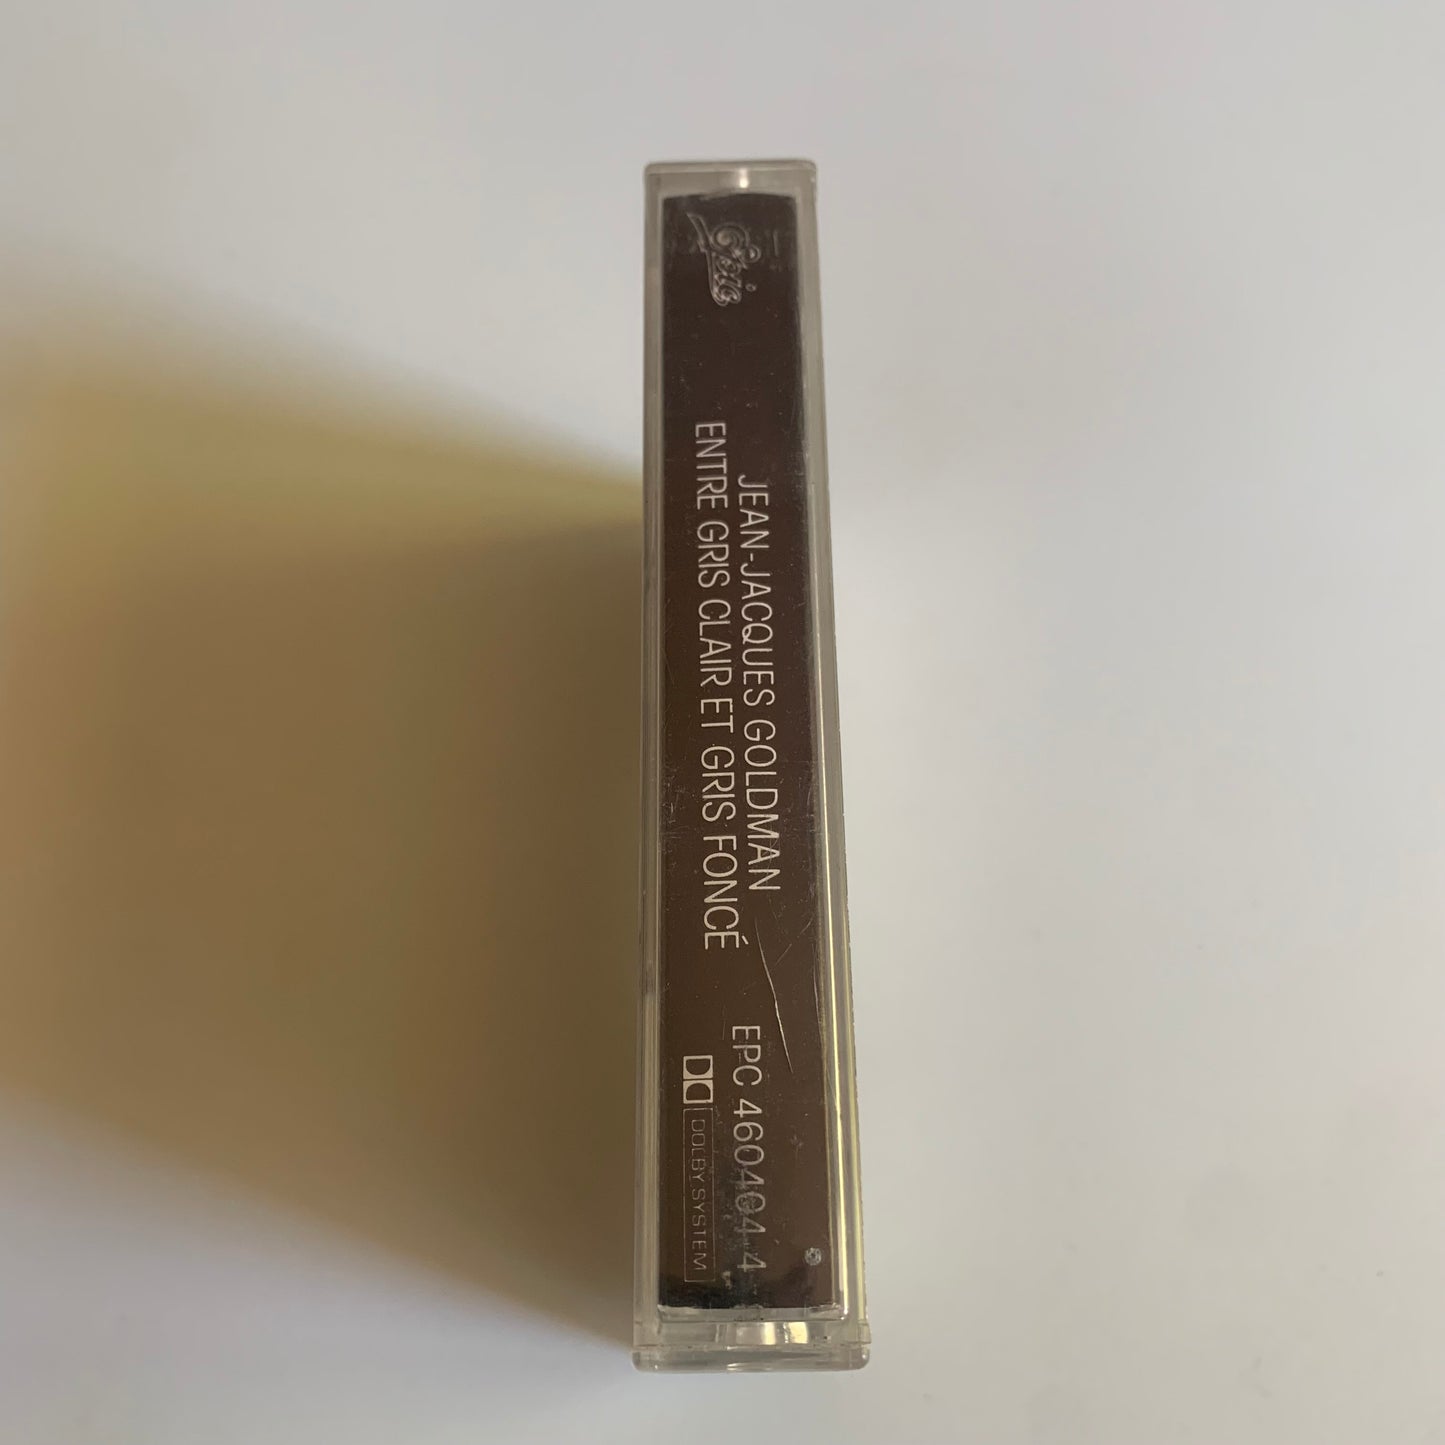 Epic
JEAN-JACQUES GOLDMAN
ENTRE GRIS CLAIR ET GRIS FONCÉ
EPC 460404 4
DOLBY SYSTEM